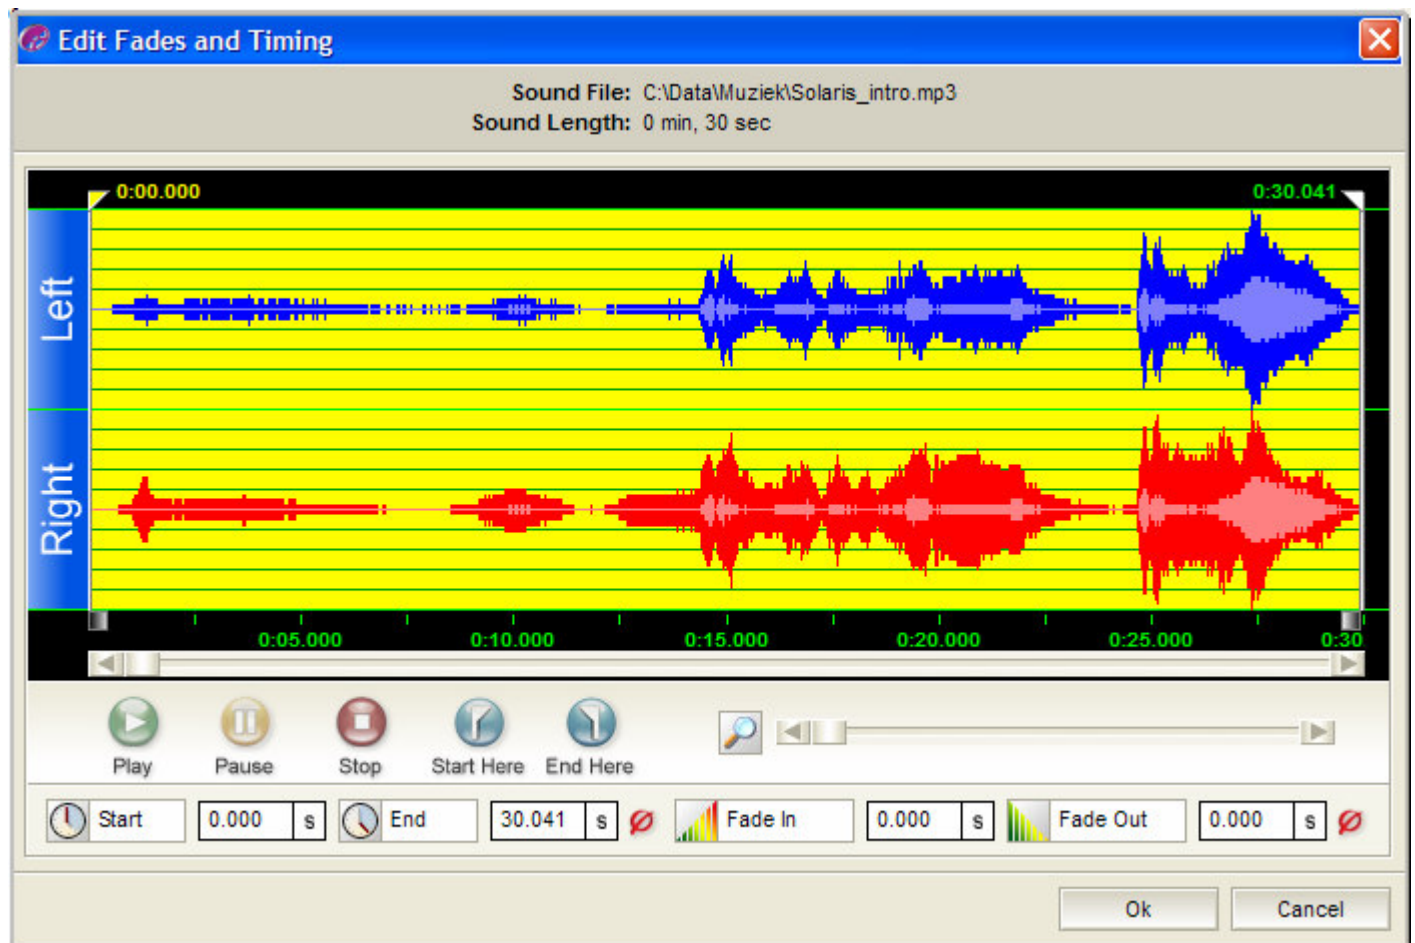 Edit Fades and Timing
Sound File: C:\Data\Muziek\Solaris_intro.mp3
Sound Length: 0 min, 30 sec
0:00.000 0:30.041
Left
Right
0:05.000 0:10.000 0:15.000 0:20.000 0:25.000 0:30
Play Pause Stop Start Here End Here
Start 0.000 s End 30.041 s Fade In 0.000 s Fade Out 0.000 s
Ok Cancel